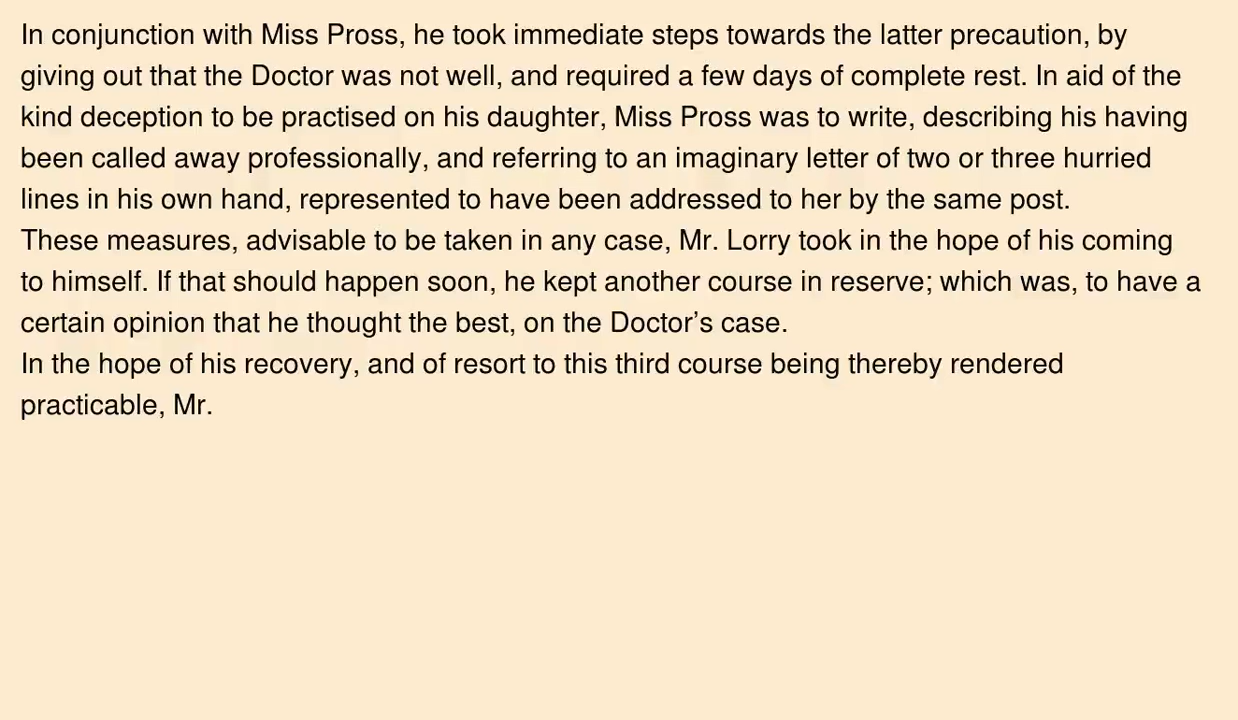 In conjunction with Miss Pross, he took immediate steps towards the latter precaution, by
giving out that the Doctor was not well, and required a few days of complete rest. In aid of the
kind deception to be practised on his daughter, Miss Pross was to write, describing his having
been called away professionally, and referring to an imaginary letter of two or three hurried
lines in his own hand, represented to have been addressed to her by the same post.
These measures, advisable to be taken in any case, Mr. Lorry took in the hope of his coming
to himself. If that should happen soon, he kept another course in reserve; which was, to have a
certain opinion that he thought the best, on the Doctor’s case.
In the hope of his recovery, and of resort to this third course being thereby rendered
practicable, Mr.